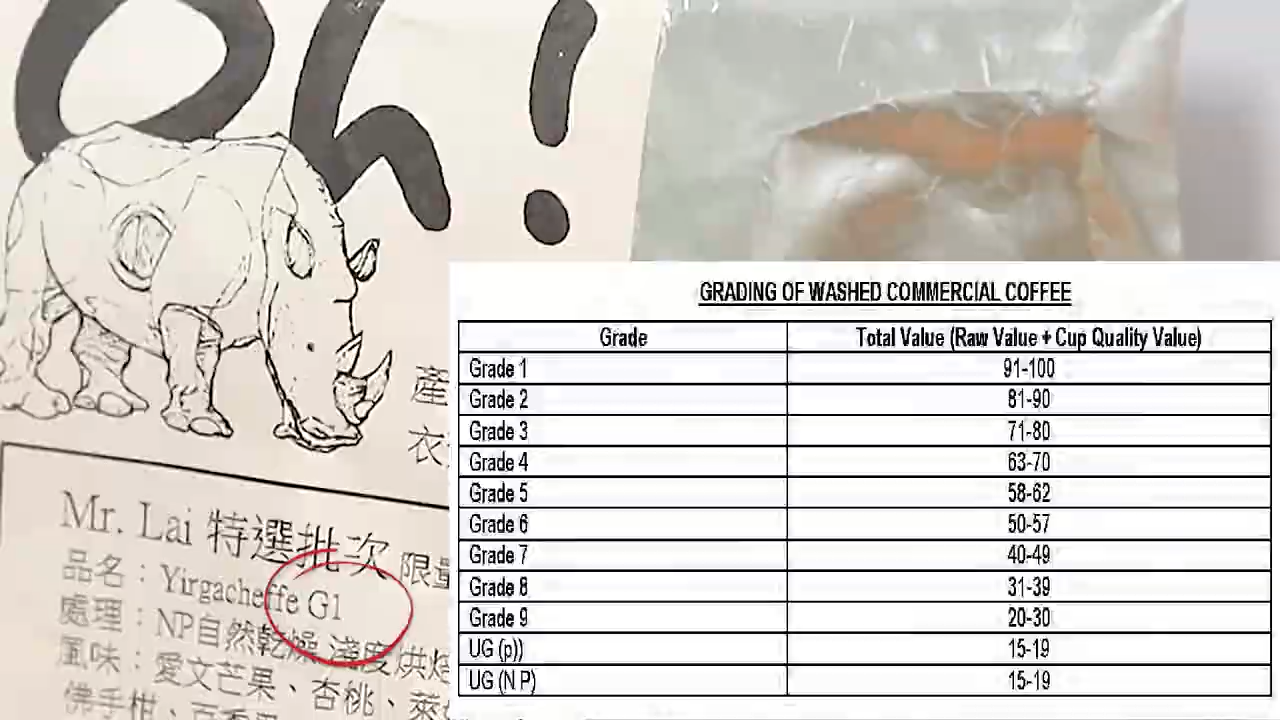 Oh!
產
衣
Mr. Lai 特選批次 限量
品名：Yirgacheffe G1
處理：NP自然乾燥 淺度烘焙
風味：愛文芒果、杏桃、萊
佛手柑、百香果
GRADING OF WASHED COMMERCIAL COFFEE
Grade Total Value (Raw Value + Cup Quality Value)
Grade 1 91-100
Grade 2 81-90
Grade 3 71-80
Grade 4 63-70
Grade 5 58-62
Grade 6 50-57
Grade 7 40-49
Grade 8 31-39
Grade 9 20-30
UG (p)) 15-19
UG (N P) 15-19